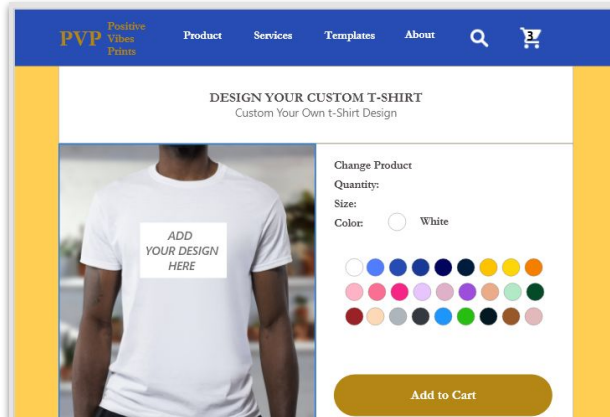 PVP
Positive
Vibes
Prints
Product Services Templates About
3
DESIGN YOUR CUSTOM T-SHIRT
Custom Your Own t-Shirt Design
ADD
YOUR DESIGN
HERE
Change Product
Quantity:
Size:
Color: White
Add to Cart